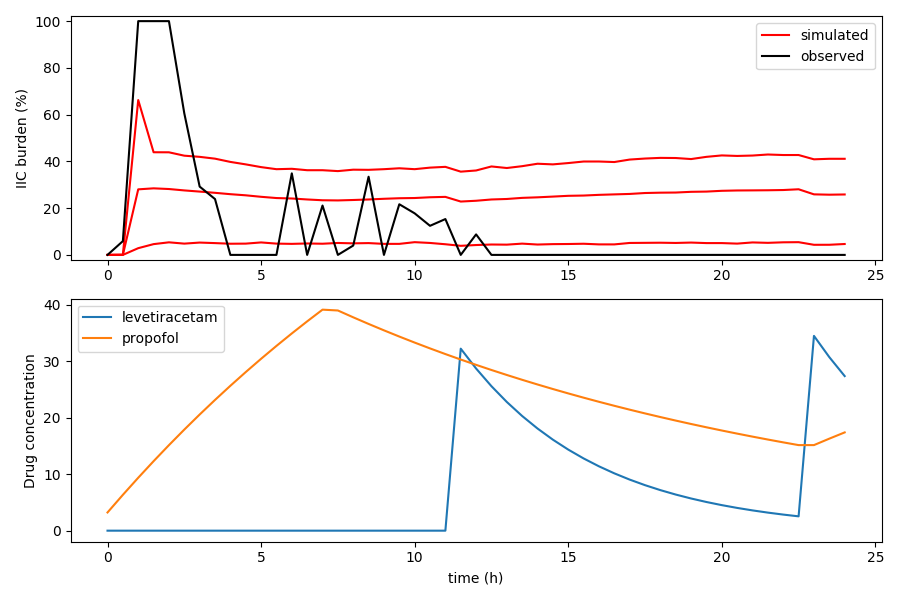 100
80
60
40
20
0
IIC burden (%)
simulated
observed
0 5 10 15 20 25
40
30
20
10
0
Drug concentration
levetiracetam
propofol
0 5 10 15 20 25
time (h)